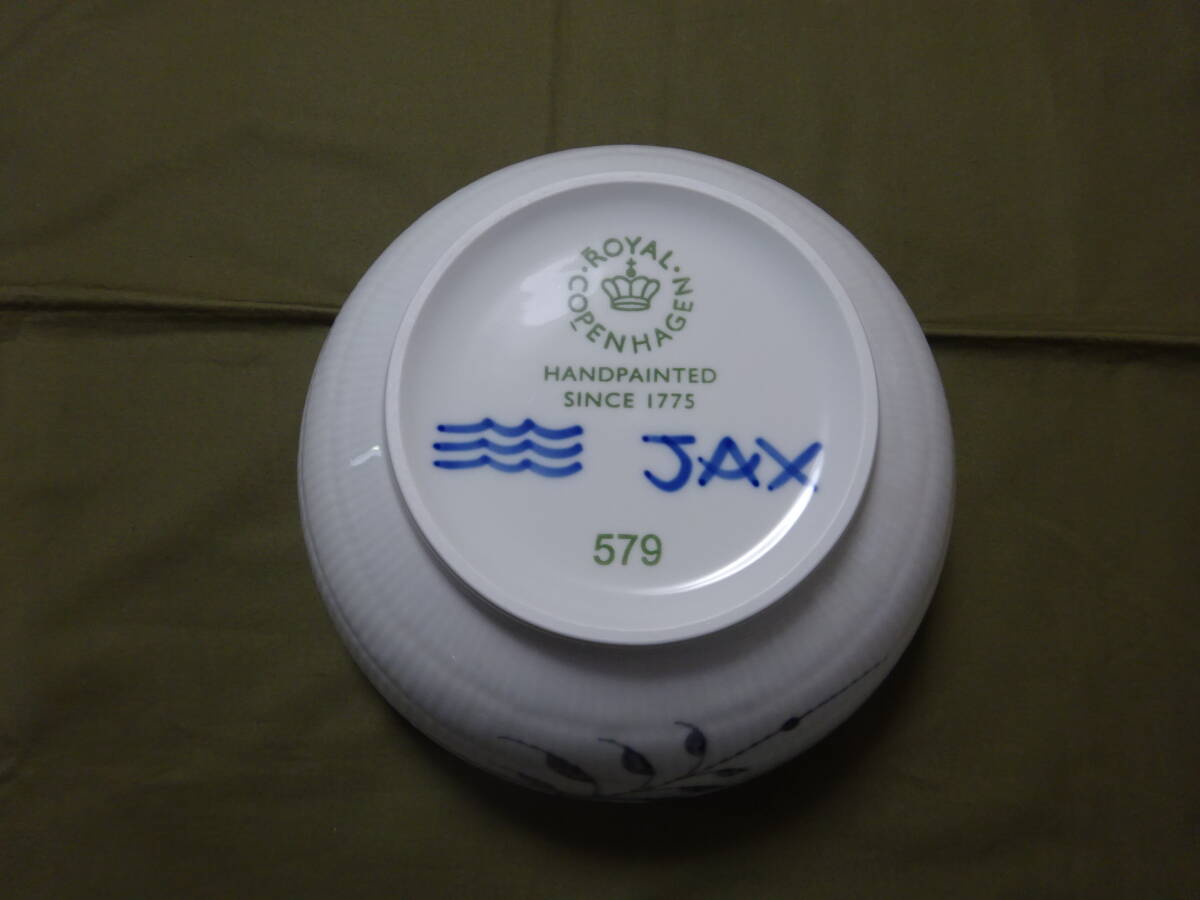 ROYAL · COPENHAGEN ·
HANDPAINTED
SINCE 1775
JAX
579